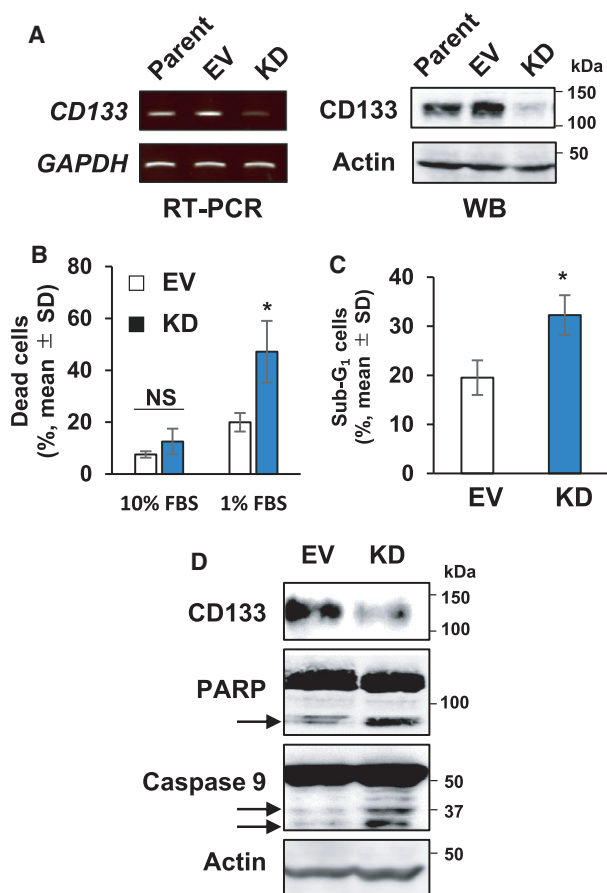 A
Parent EV KD
CD133
GAPDH
RT-PCR
Parent EV KD
kDa
CD133
150
100
Actin
50
WB
B
Dead cells
(%, mean ± SD)
80
60
40
20
0
EV
KD
NS
*
10% FBS 1% FBS
C
Sub-G₁ cells
(%, mean ± SD)
40
30
20
10
0
*
EV KD
D
EV KD
kDa
CD133
150
100
PARP
100
Caspase 9
50
37
Actin
50